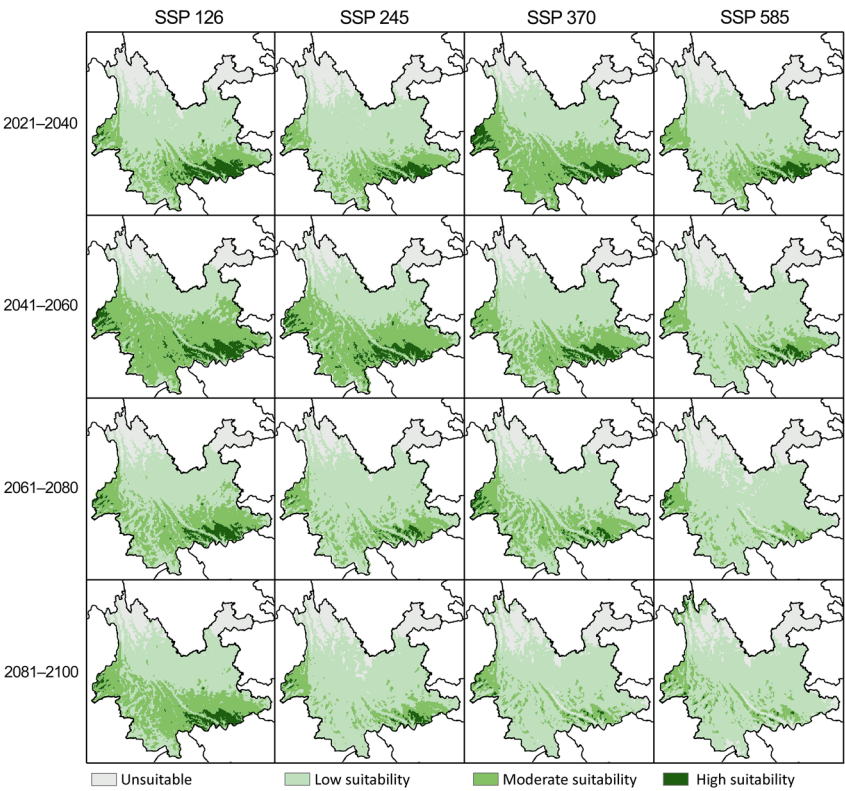 SSP 126 SSP 245 SSP 370 SSP 585
2021–2040
2041–2060
2061–2080
2081–2100
Unsuitable Low suitability Moderate suitability High suitability